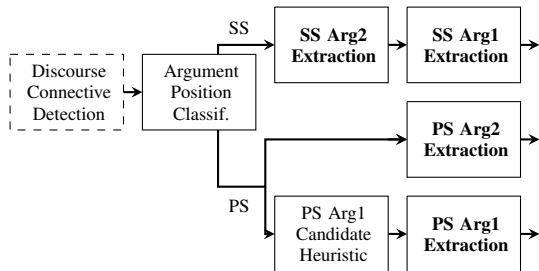 Discourse
Connective
Detection
Argument
Position
Classif.
SS
SS Arg2
Extraction
SS Arg1
Extraction
PS
PS Arg2
Extraction
PS Arg1
Candidate
Heuristic
PS Arg1
Extraction